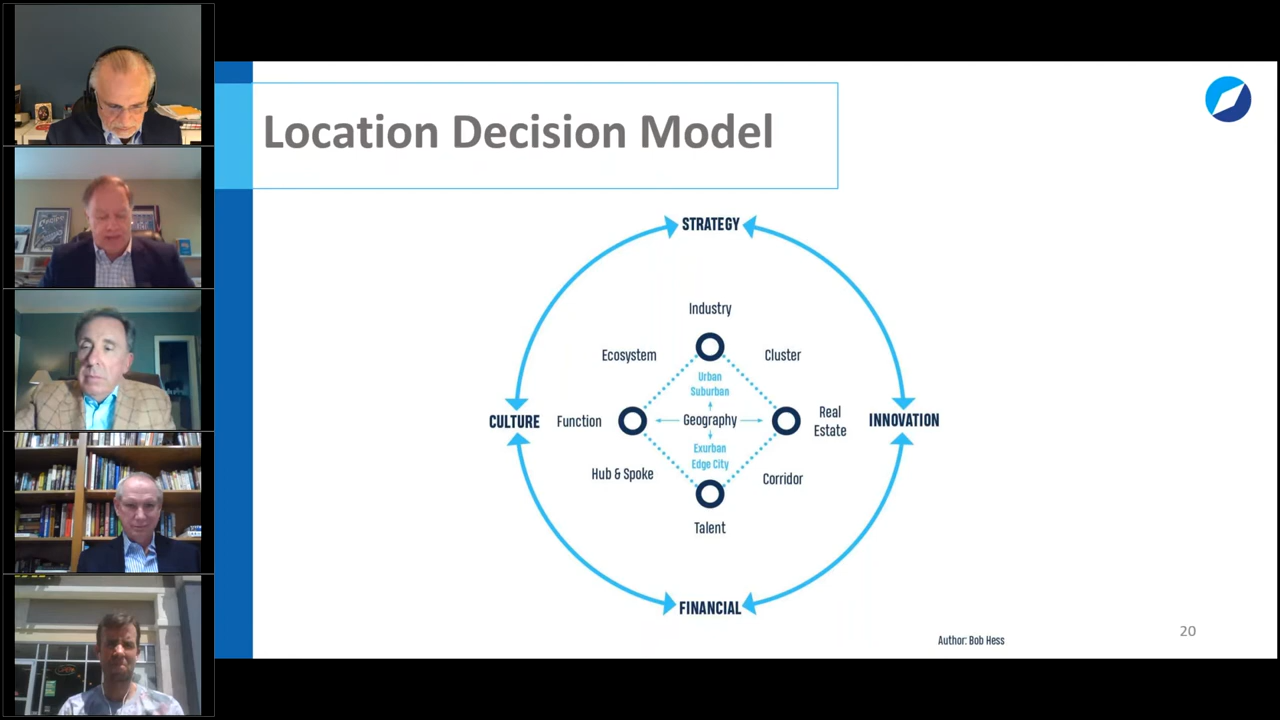 Location Decision Model
STRATEGY
Industry
Ecosystem
Cluster
Urban
Suburban
CULTURE
Function
Geography
Real
Estate
INNOVATION
Exurban
Edge City
Hub & Spoke
Corridor
Talent
FINANCIAL
Author: Bob Hess
20